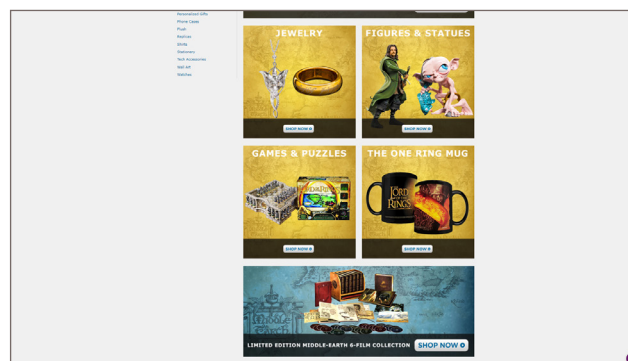 Personalized Gifts
Phone Cases
Plush
Replicas
Shirts
Stationery
Tech Accessories
Wall Art
Watches
JEWELRY
SHOP NOW
FIGURES & STATUES
SHOP NOW
GAMES & PUZZLES
SHOP NOW
THE ONE RING MUG
THE
LORD
OF THE
RINGS
SHOP NOW
LIMITED EDITION MIDDLE-EARTH 6-FILM COLLECTION
SHOP NOW